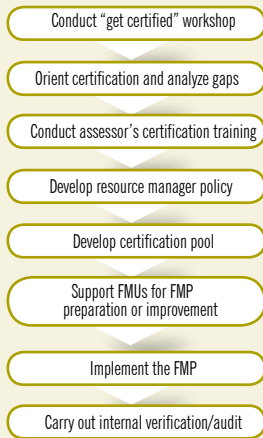 Conduct “get certified” workshop
Orient certification and analyze gaps
Conduct assessor’s certification training
Develop resource manager policy
Develop certification pool
Support FMUs for FMP
preparation or improvement
Implement the FMP
Carry out internal verification/audit